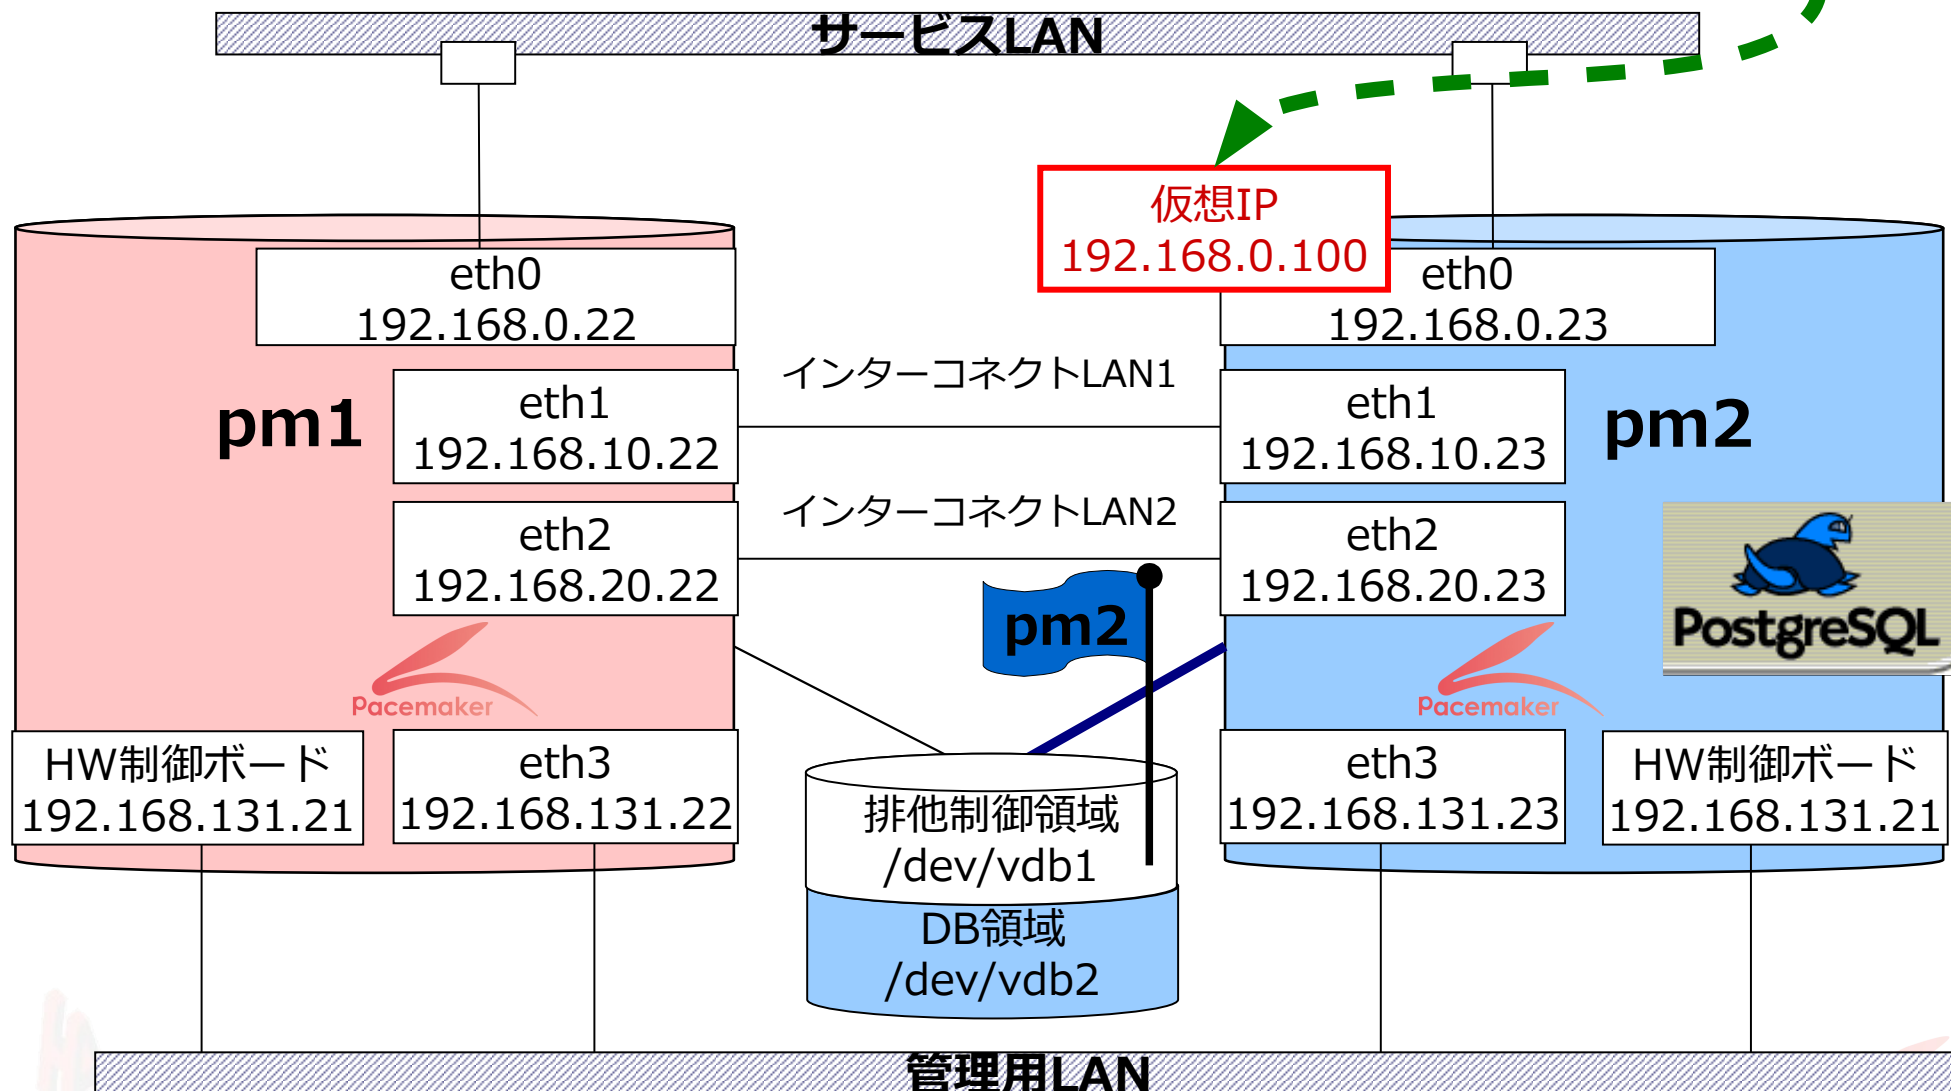 サービスLAN
仮想IP
192.168.0.100
eth0
192.168.0.22
eth0
192.168.0.23
インターコネクトLAN1
pm1
eth1
192.168.10.22
eth1
192.168.10.23
pm2
インターコネクトLAN2
eth2
192.168.20.22
eth2
192.168.20.23
pm2
PostgreSQL
Pacemaker
Pacemaker
HW制御ボード
192.168.131.21
eth3
192.168.131.22
排他制御領域
/dev/vdb1
eth3
192.168.131.23
HW制御ボード
192.168.131.21
DB領域
/dev/vdb2
管理用LAN